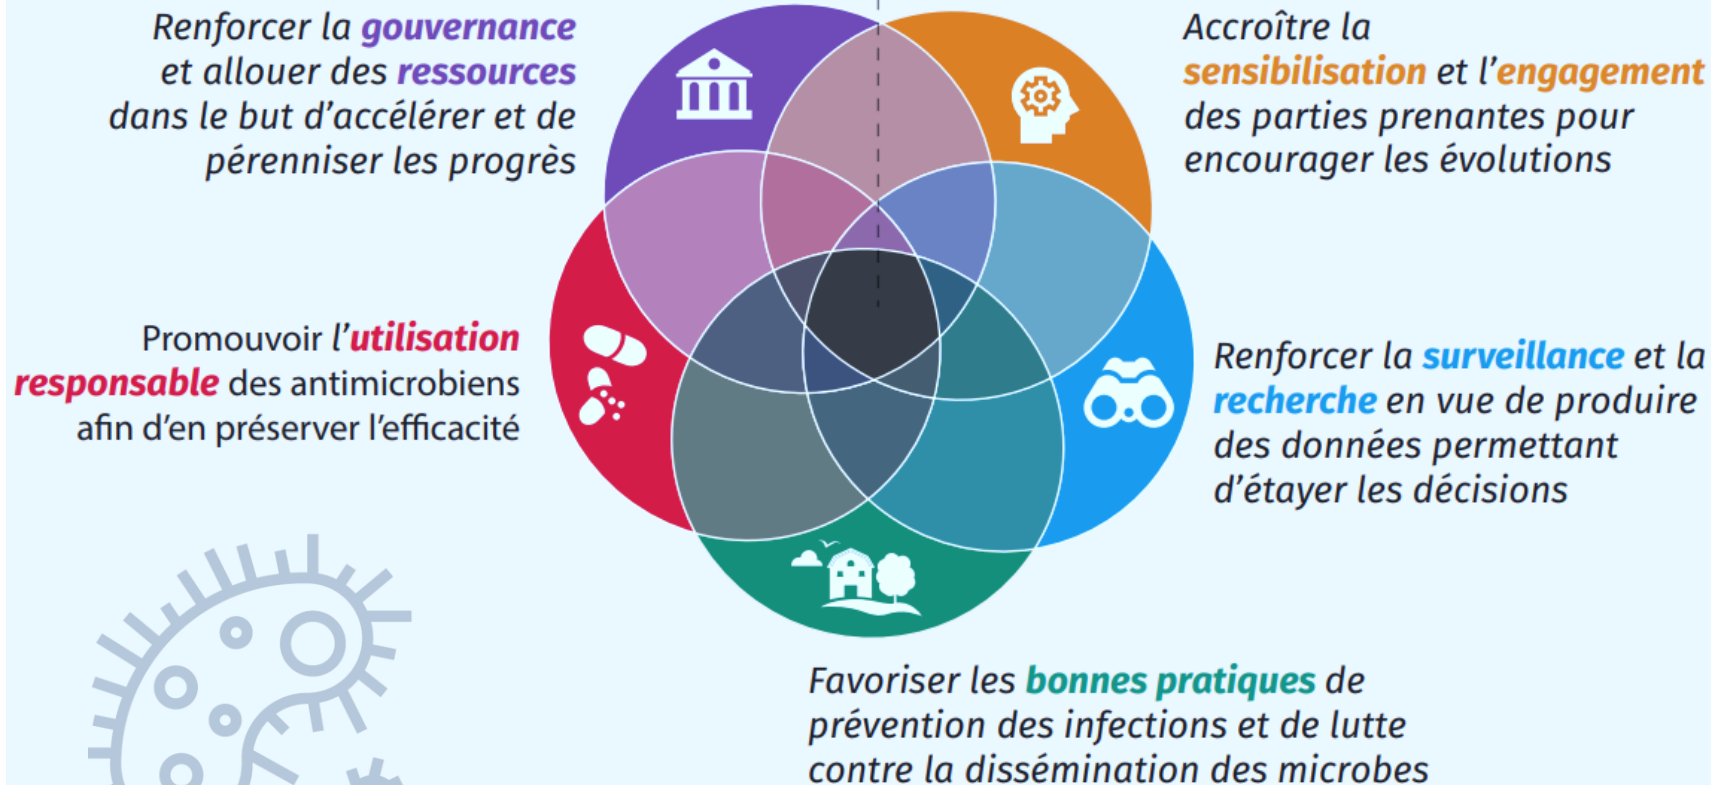 Renforcer la gouvernance
et allouer des ressources
dans le but d’accélérer et de
pérenniser les progrès
Accroître la
sensibilisation et l’engagement
des parties prenantes pour
encourager les évolutions
Promouvoir l’utilisation
responsable des antimicrobiens
afin d’en préserver l’efficacité
Renforcer la surveillance et la
recherche en vue de produire
des données permettant
d’étayer les décisions
Favoriser les bonnes pratiques de
prévention des infections et de lutte
contre la dissémination des microbes